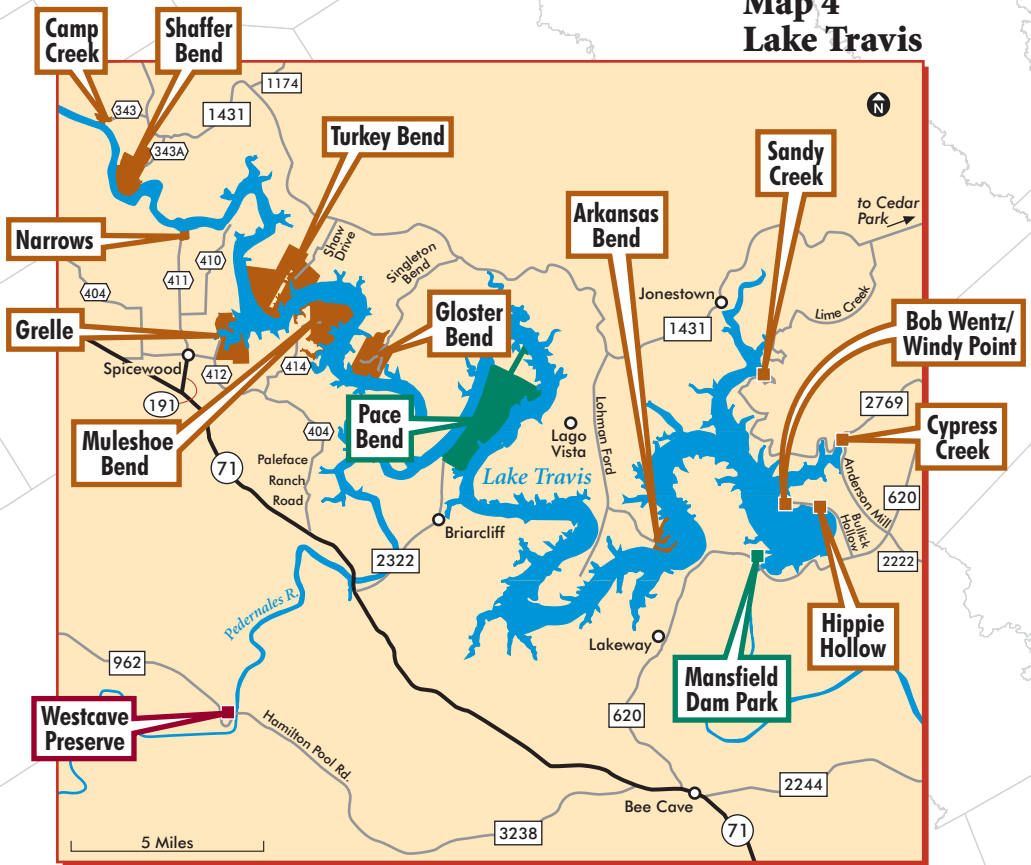 Map 4
Lake Travis
Camp
Creek
Shaffer
Bend
343
1431
1174
343A
Turkey Bend
Sandy
Creek
N
Arkansas
Bend
to Cedar
Park
Narrows
410
411
404
Shaw
Drive
Singleton
Bend
Jonestown
1431
Lime Creek
Grelle
Gloster
Bend
Bob Wentz/
Windy Point
Spicewood
412
414
191
Pace
Bend
2769
Cypress
Creek
Muleshoe
Bend
404
Lago
Vista
Lohman Ford
71
Paleface
Ranch
Road
Lake Travis
Anderson Mill
620
Bullick
Hollow
Briarcliff
2322
2222
Pedernales R.
Hippie
Hollow
Lakeway
962
Mansfield
Dam Park
Westcave
Preserve
Hamilton Pool Rd.
620
2244
Bee Cave
5 Miles
3238
71